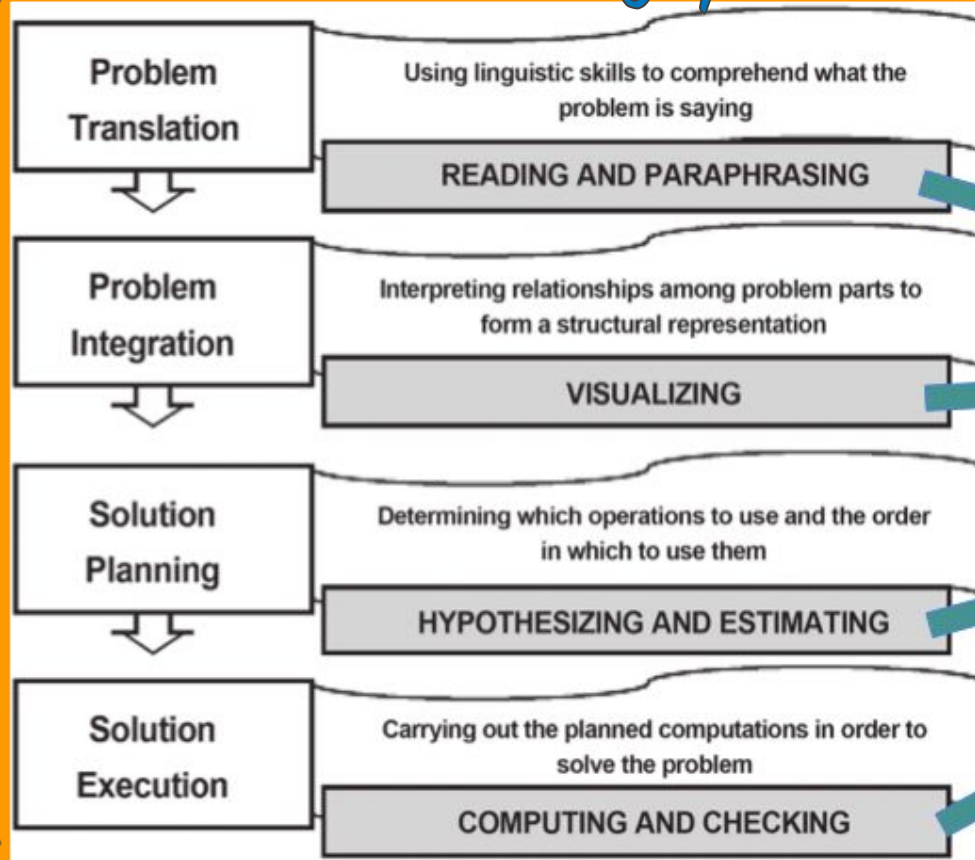 Problem
Translation
Using linguistic skills to comprehend what the
problem is saying
READING AND PARAPHRASING
Problem
Integration
Interpreting relationships among problem parts to
form a structural representation
VISUALIZING
Solution
Planning
Determining which operations to use and the order
in which to use them
HYPOTHESIZING AND ESTIMATING
Solution
Execution
Carrying out the planned computations in order to
solve the problem
COMPUTING AND CHECKING